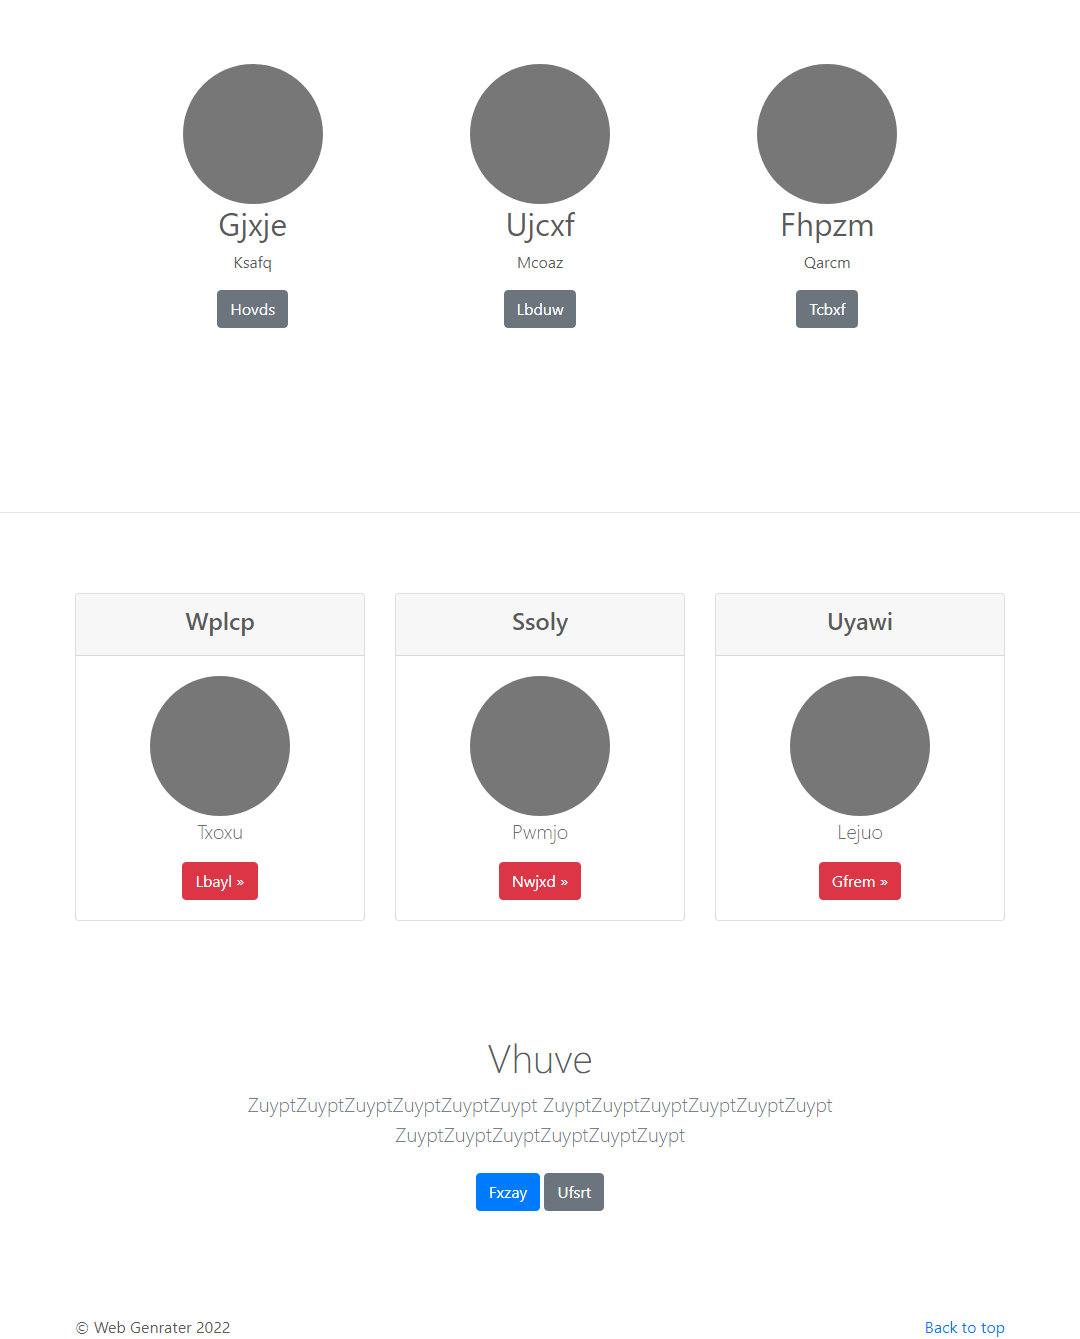 Gjxje
Ujcxf
Fhpzm
Ksafq
Mcoaz
Qarcm
Hovds
Lbduw
Tcbxf
Wplcp
Ssoly
Uyawi
Txoxu
Pwmjo
Lejuo
Lbayl »
Nwjxd »
Gfrem »
Vhuve
ZuyptZuyptZuyptZuyptZuyptZuypt ZuyptZuyptZuyptZuyptZuyptZuypt
ZuyptZuyptZuyptZuyptZuyptZuypt
Fxzay
Ufsrt
© Web Genrater 2022
Back to top